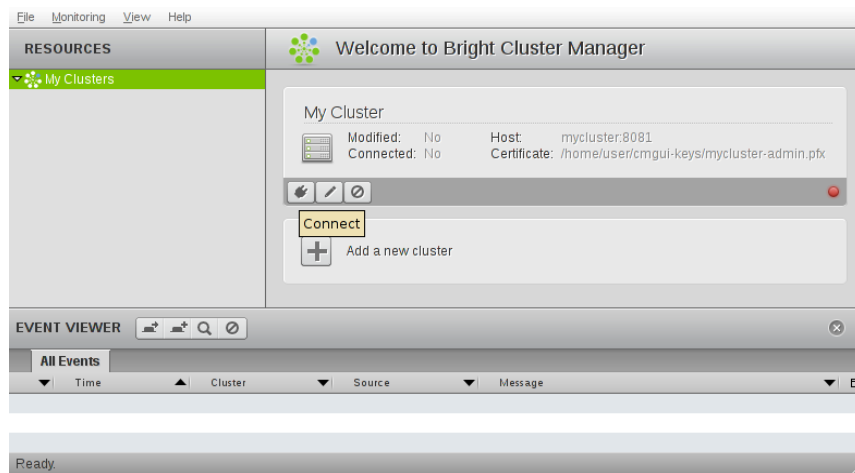 File Monitoring View Help
RESOURCES
Welcome to Bright Cluster Manager
My Clusters
My Cluster
Modified: No Host: mycluster:8081
Connected: No Certificate: /home/user/cmgui-keys/mycluster-admin.pfx
Connect
Add a new cluster
EVENT VIEWER
All Events
Time Cluster Source Message
Ready.